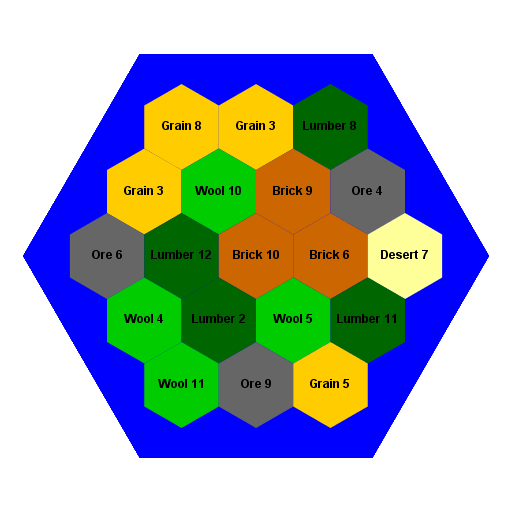 Grain 8 Grain 3 Lumber 8
Grain 3 Wool 10 Brick 9 Ore 4
Ore 6 Lumber 12 Brick 10 Brick 6 Desert 7
Wool 4 Lumber 2 Wool 5 Lumber 11
Wool 11 Ore 9 Grain 5